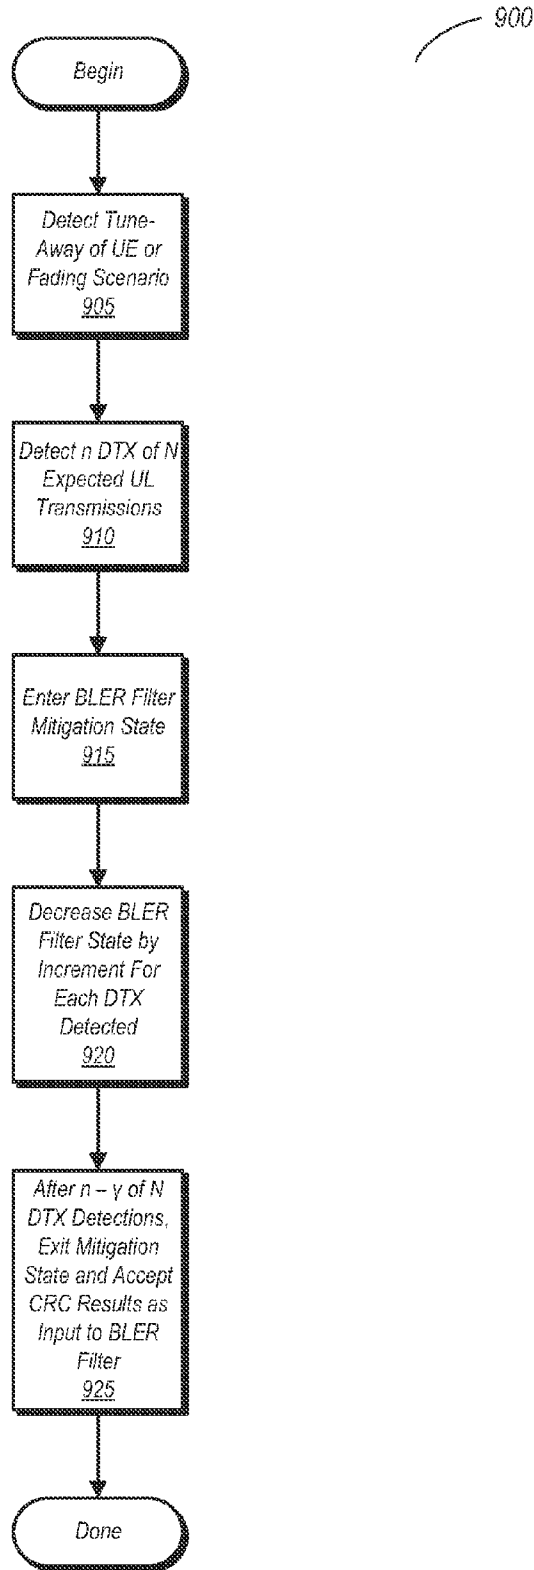 900
Begin
Detect Tune-
Away of UE or
Fading Scenario
905
Detect n DTX of N
Expected UL
Transmissions
910
Enter BLER Filter
Mitigation State
915
Decrease BLER
Filter State by
Increment For
Each DTX
Detected
920
After n – γ of N
DTX Detections,
Exit Mitigation
State and Accept
CRC Results as
Input to BLER
Filter
925
Done